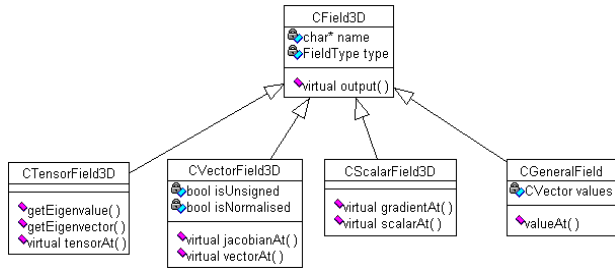 CField3D
char* name
FieldType type
virtual output( )
CTensorField3D
getEigenvalue( )
getEigenvector( )
virtual tensorAt( )
CVectorField3D
bool isUnsigned
bool isNormalised
virtual jacobianAt( )
virtual vectorAt( )
CScalarField3D
virtual gradientAt( )
virtual scalarAt( )
CGeneralField
CVector values
valueAt( )